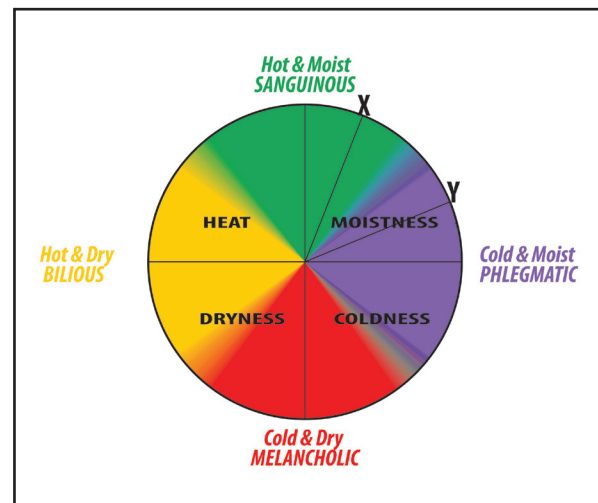 Hot & Moist
SANGUINOUS
X
Y
HEAT
MOISTNESS
Hot & Dry
BILIOUS
Cold & Moist
PHLEGMATIC
DRYNESS
COLDNESS
Cold & Dry
MELANCHOLIC